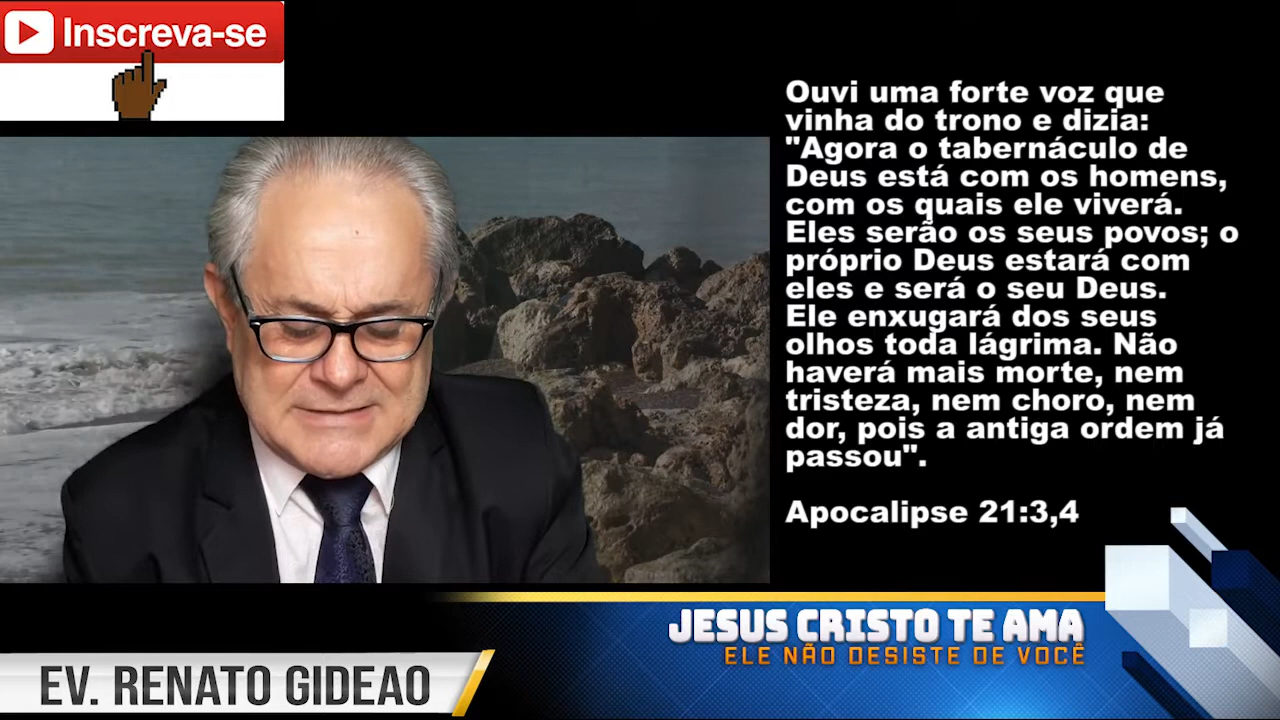 Inscreva-se
Ouvi uma forte voz que
vinha do trono e dizia:
"Agora o tabernáculo de
Deus está com os homens,
com os quais ele viverá.
Eles serão os seus povos; o
próprio Deus estará com
eles e será o seu Deus.
Ele enxugará dos seus
olhos toda lágrima. Não
haverá mais morte, nem
tristeza, nem choro, nem
dor, pois a antiga ordem já
passou".
Apocalipse 21:3,4
JESUS CRISTO TE AMA
ELE NÃO DESISTE DE VOCÊ
EV. RENATO GIDEAO